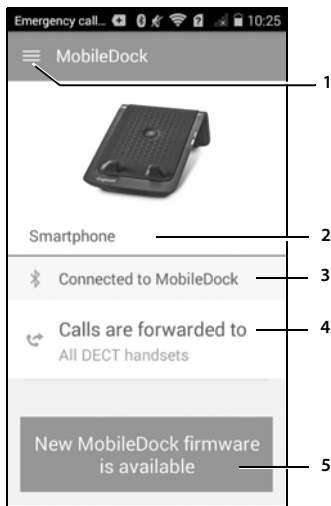 Emergency call... 10:25
MobileDock
1
Gigaset
Smartphone
2
Connected to MobileDock
3
Calls are forwarded to
4
All DECT handsets
New MobileDock firmware
is available
5